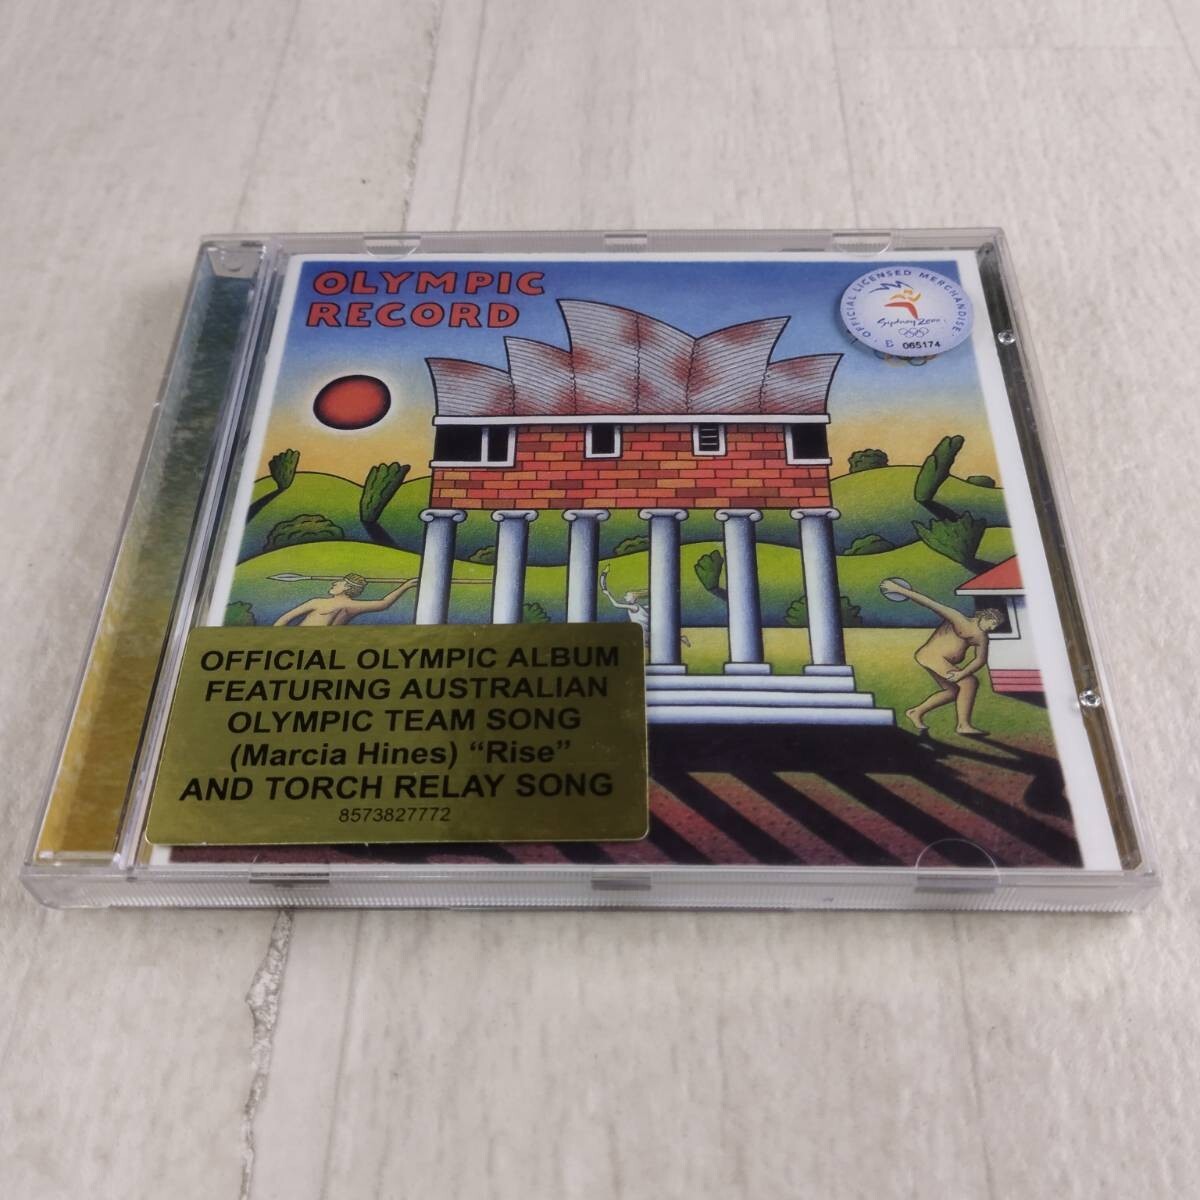 OLYMPIC
RECORD
OFFICIAL LICENSED MERCHANDISE
Sydney 2000
E 065174
OFFICIAL OLYMPIC ALBUM
FEATURING AUSTRALIAN
OLYMPIC TEAM SONG
(Marcia Hines) “Rise”
AND TORCH RELAY SONG
8573827772